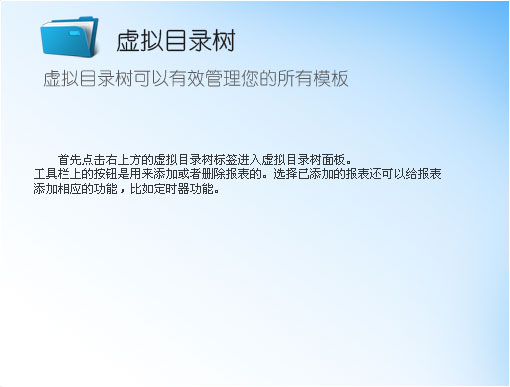 虚拟目录树
虚拟目录树可以有效管理您的所有模板
首先点击右上方的虚拟目录树标签进入虚拟目录树面板。
工具栏上的按钮是用来添加或者删除报表的。选择已添加的报表还可以给报表
添加相应的功能，比如定时器功能。